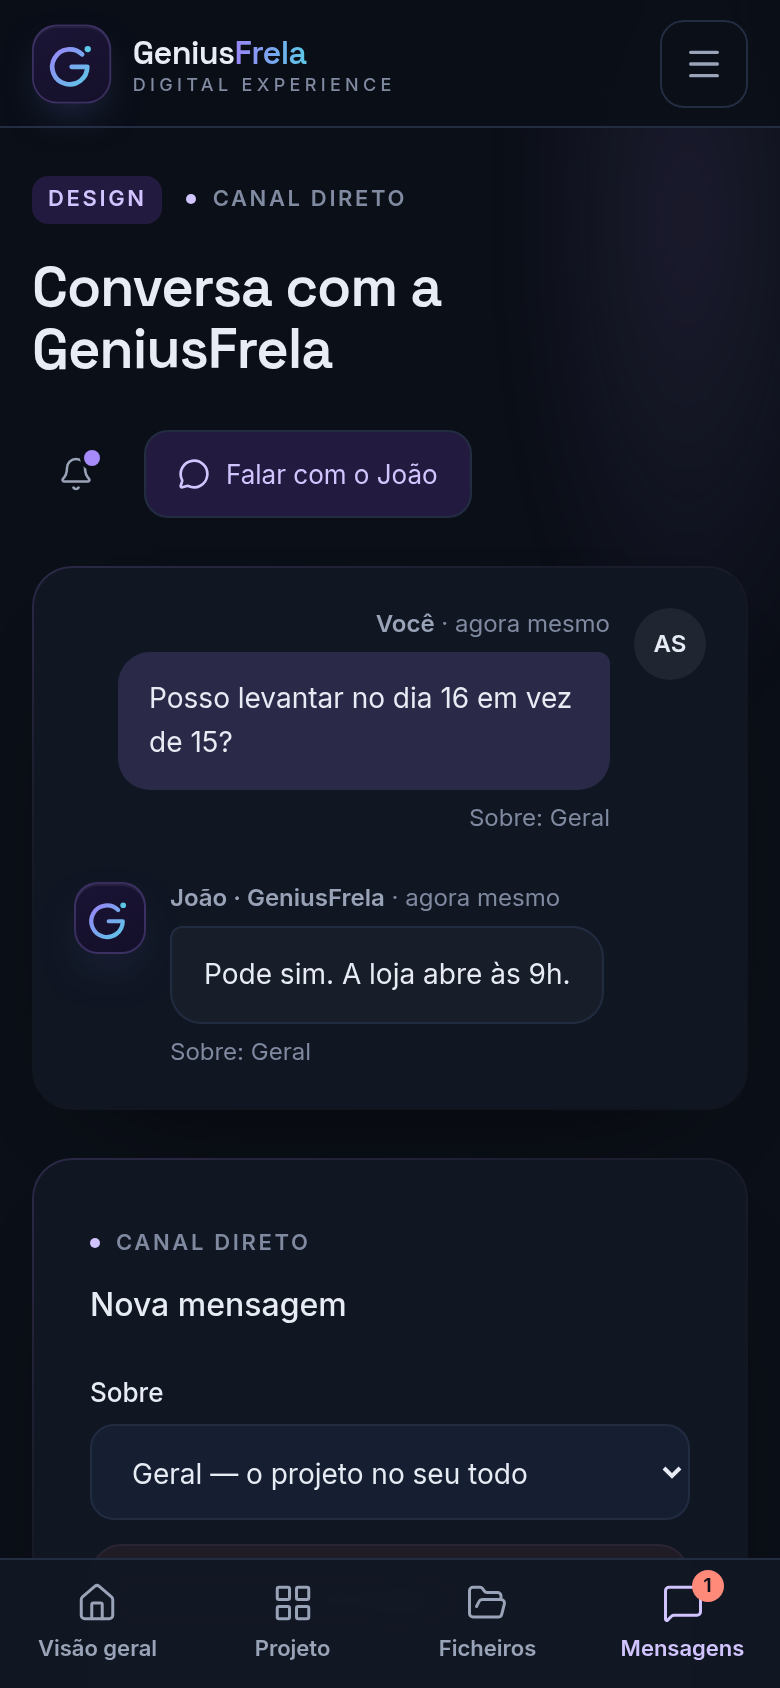 GeniusFrela
DIGITAL EXPERIENCE
DESIGN
CANAL DIRETO
Conversa com a
GeniusFrela
Falar com o João
Você · agora mesmo
AS
Posso levantar no dia 16 em vez
de 15?
Sobre: Geral
João · GeniusFrela · agora mesmo
Pode sim. A loja abre às 9h.
Sobre: Geral
CANAL DIRETO
Nova mensagem
Sobre
Geral — o projeto no seu todo
1
Visão geral
Projeto
Ficheiros
Mensagens